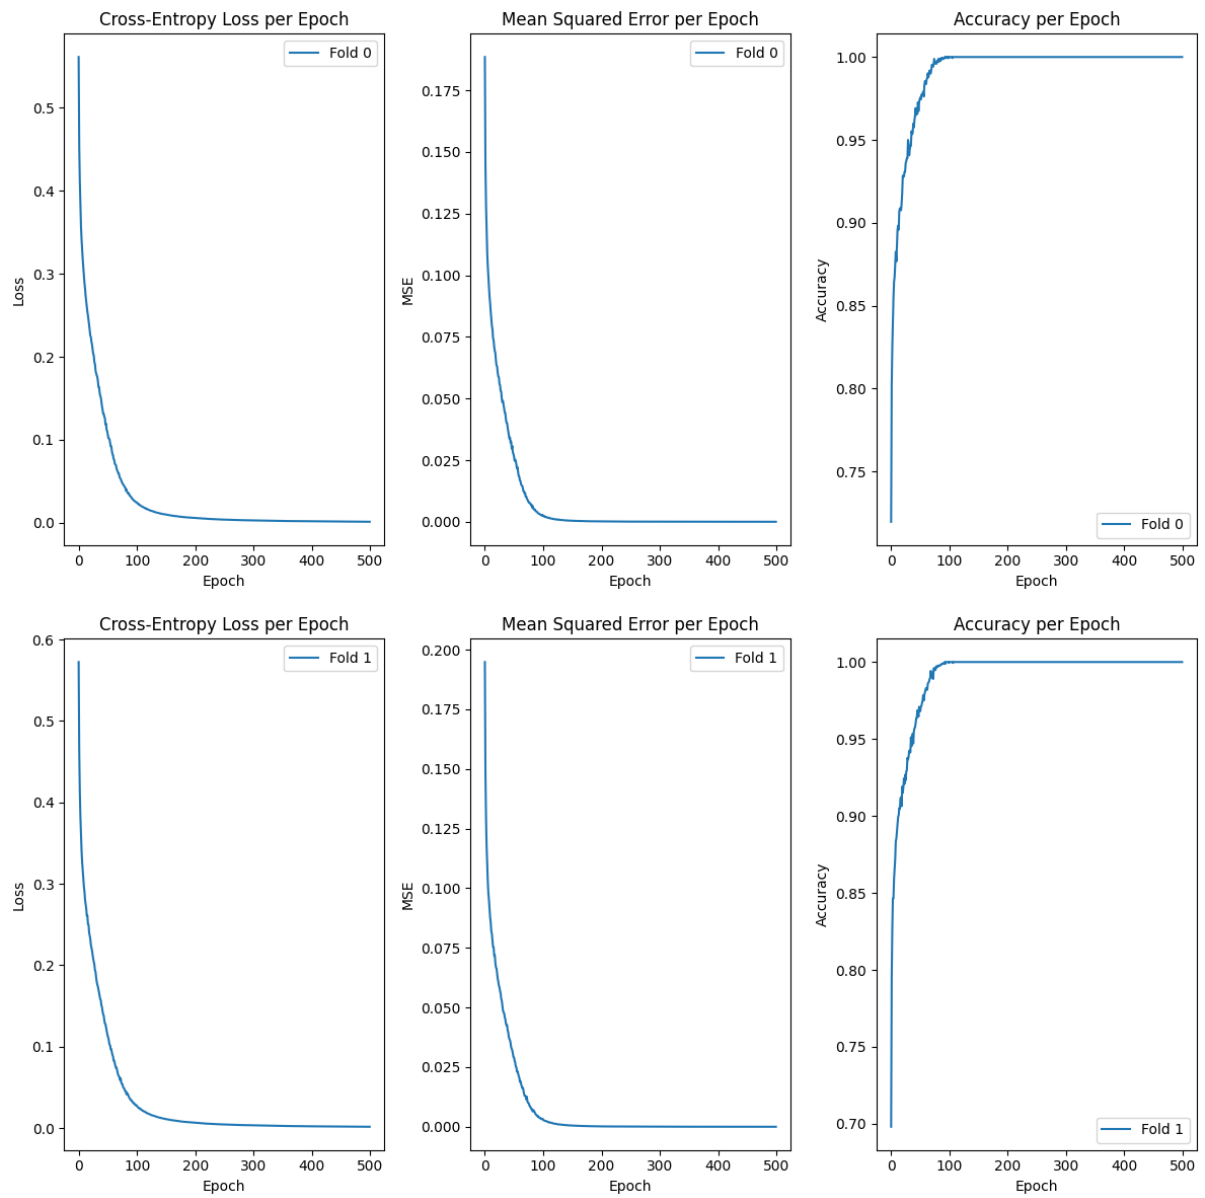 Cross-Entropy Loss per Epoch
Fold 0
0.5
0.4
0.3
0.2
0.1
0.0
Loss
0 100 200 300 400 500
Epoch
Mean Squared Error per Epoch
Fold 0
0.175
0.150
0.125
0.100
0.075
0.050
0.025
0.000
MSE
0 100 200 300 400 500
Epoch
Accuracy per Epoch
1.00
0.95
0.90
0.85
0.80
0.75
Accuracy
Fold 0
0 100 200 300 400 500
Epoch
Cross-Entropy Loss per Epoch
Fold 1
0.6
0.5
0.4
0.3
0.2
0.1
0.0
Loss
0 100 200 300 400 500
Epoch
Mean Squared Error per Epoch
Fold 1
0.200
0.175
0.150
0.125
0.100
0.075
0.050
0.025
0.000
MSE
0 100 200 300 400 500
Epoch
Accuracy per Epoch
1.00
0.95
0.90
0.85
0.80
0.75
0.70
Accuracy
Fold 1
0 100 200 300 400 500
Epoch